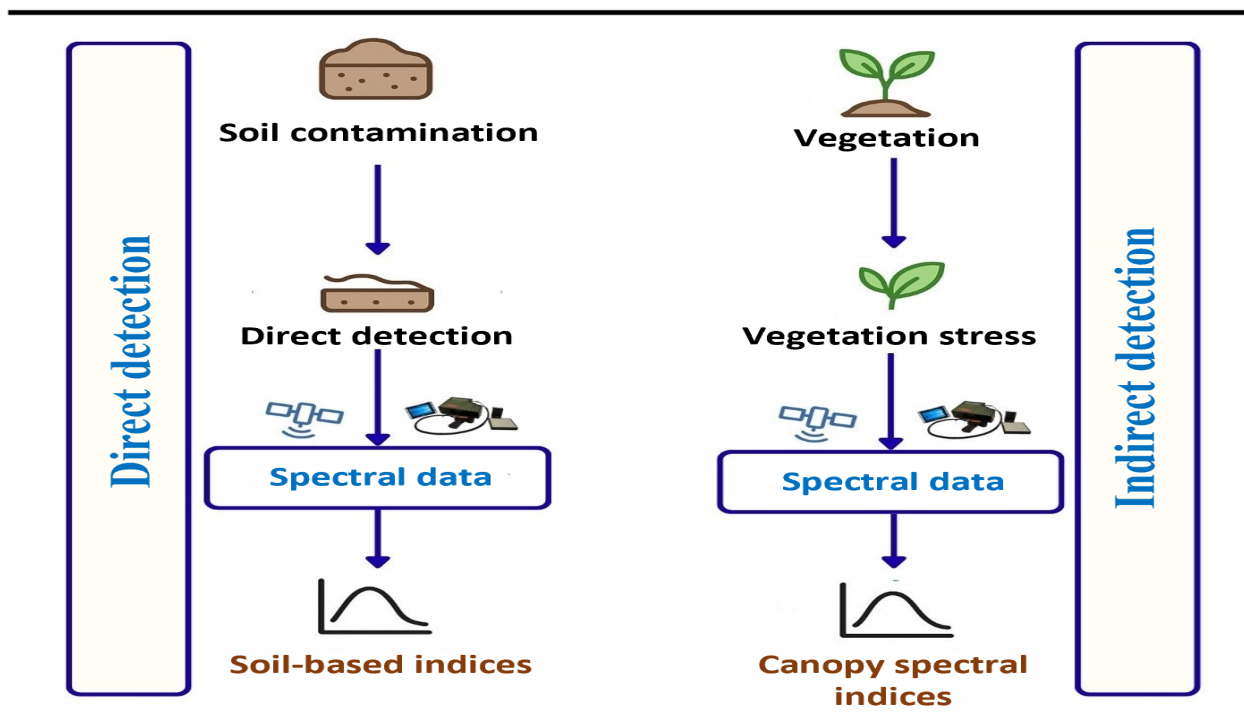 Direct detection
Soil contamination
Direct detection
Spectral data
Soil-based indices
Vegetation
Vegetation stress
Spectral data
Canopy spectral
indices
Indirect detection